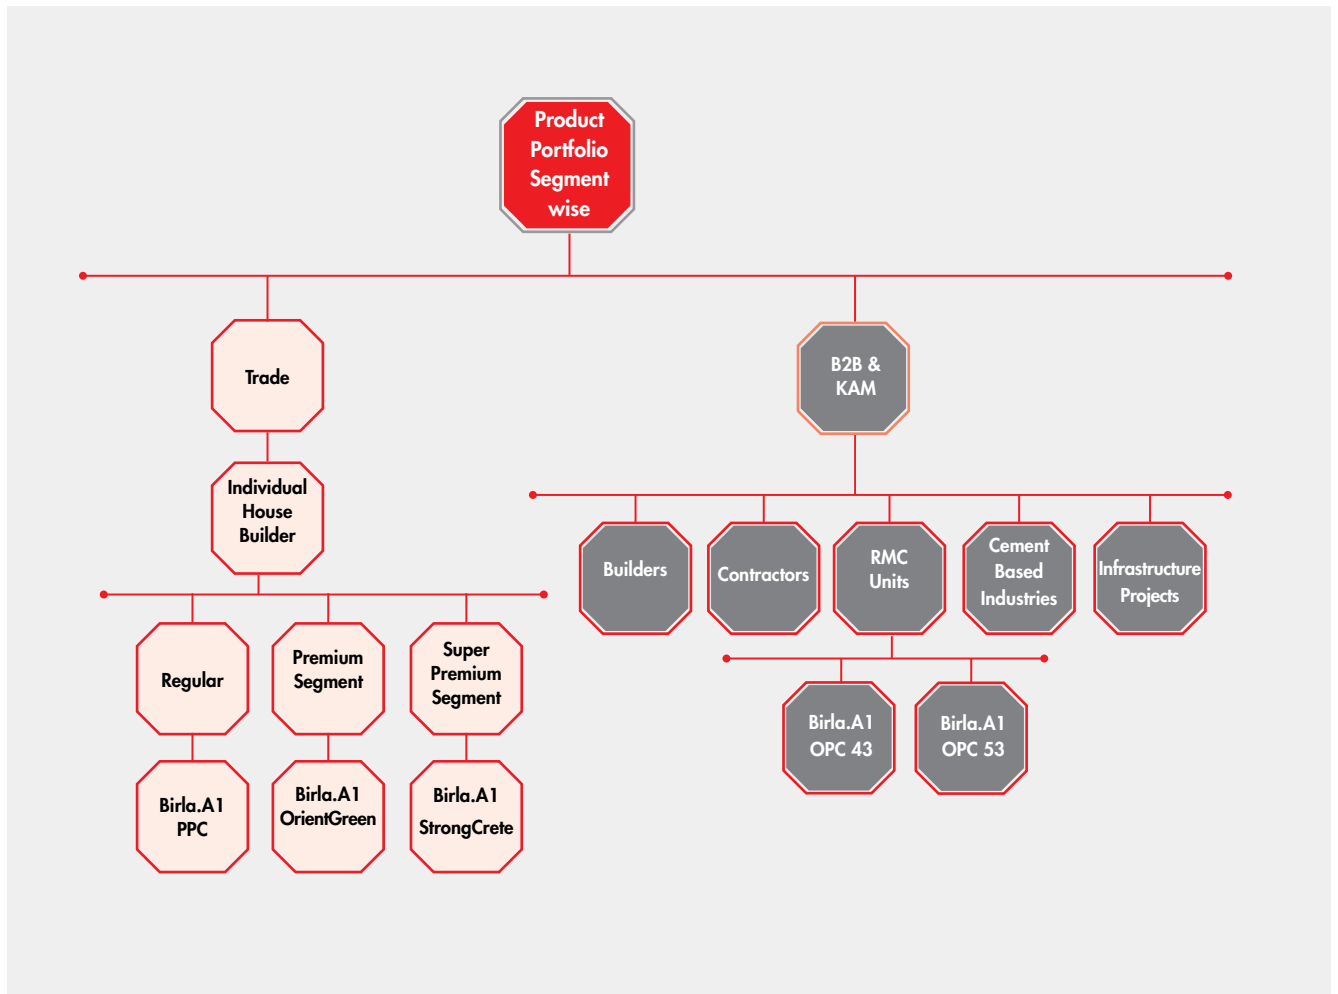 Product
Portfolio
Segment
wise
Trade
B2B &
KAM
Individual
House
Builder
Builders
Contractors
RMC
Units
Cement
Based
Industries
Infrastructure
Projects
Regular
Premium
Segment
Super
Premium
Segment
Birla.A1
OPC 43
Birla.A1
OPC 53
Birla.A1
PPC
Birla.A1
OrientGreen
Birla.A1
StrongCrete